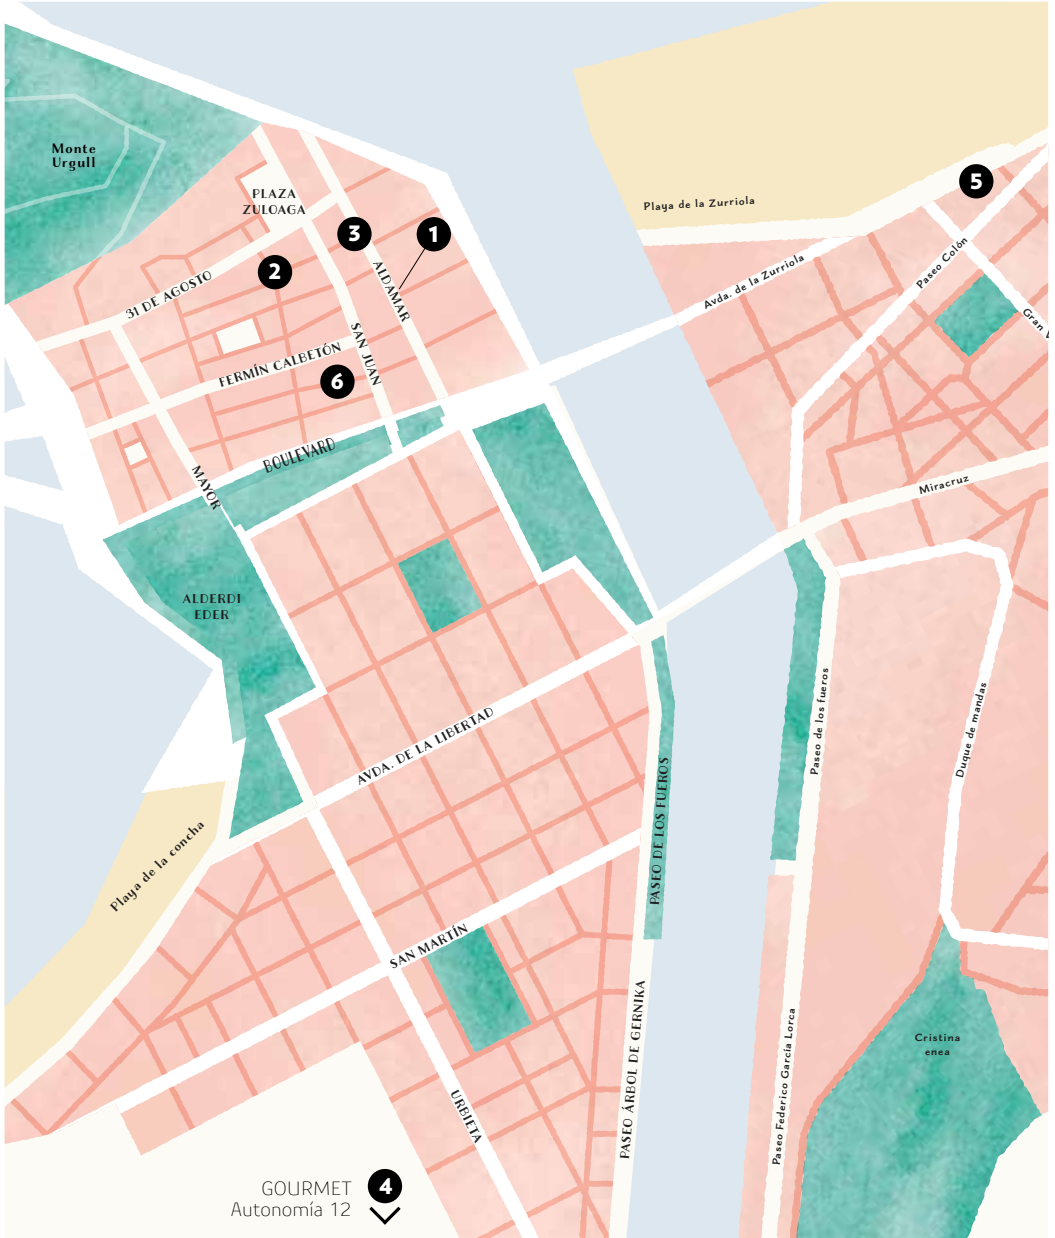 Monte
Urgull
PLAZA
ZULOAGA
5
Playa de la Zurriola
3
1
2
ALDAMAR
31 DE AGOSTO
Avda. de la Zurriola
Paseo Colón
Gran
SAN JUAN
FERMÍN CALBETÓN
6
BOULEVARD
MAYOR
Miracruz
ALDERDI
EDER
AVDA. DE LA LIBERTAD
Paseo de los fueros
Duque de mandas
PASEO DE LOS FUEROS
Playa de la concha
SAN MARTÍN
PASEO ÁRBOL DE GERNIKA
Paseo Federico García Lorca
Cristina
enea
URBIETA
GOURMET
Autonomía 12
4